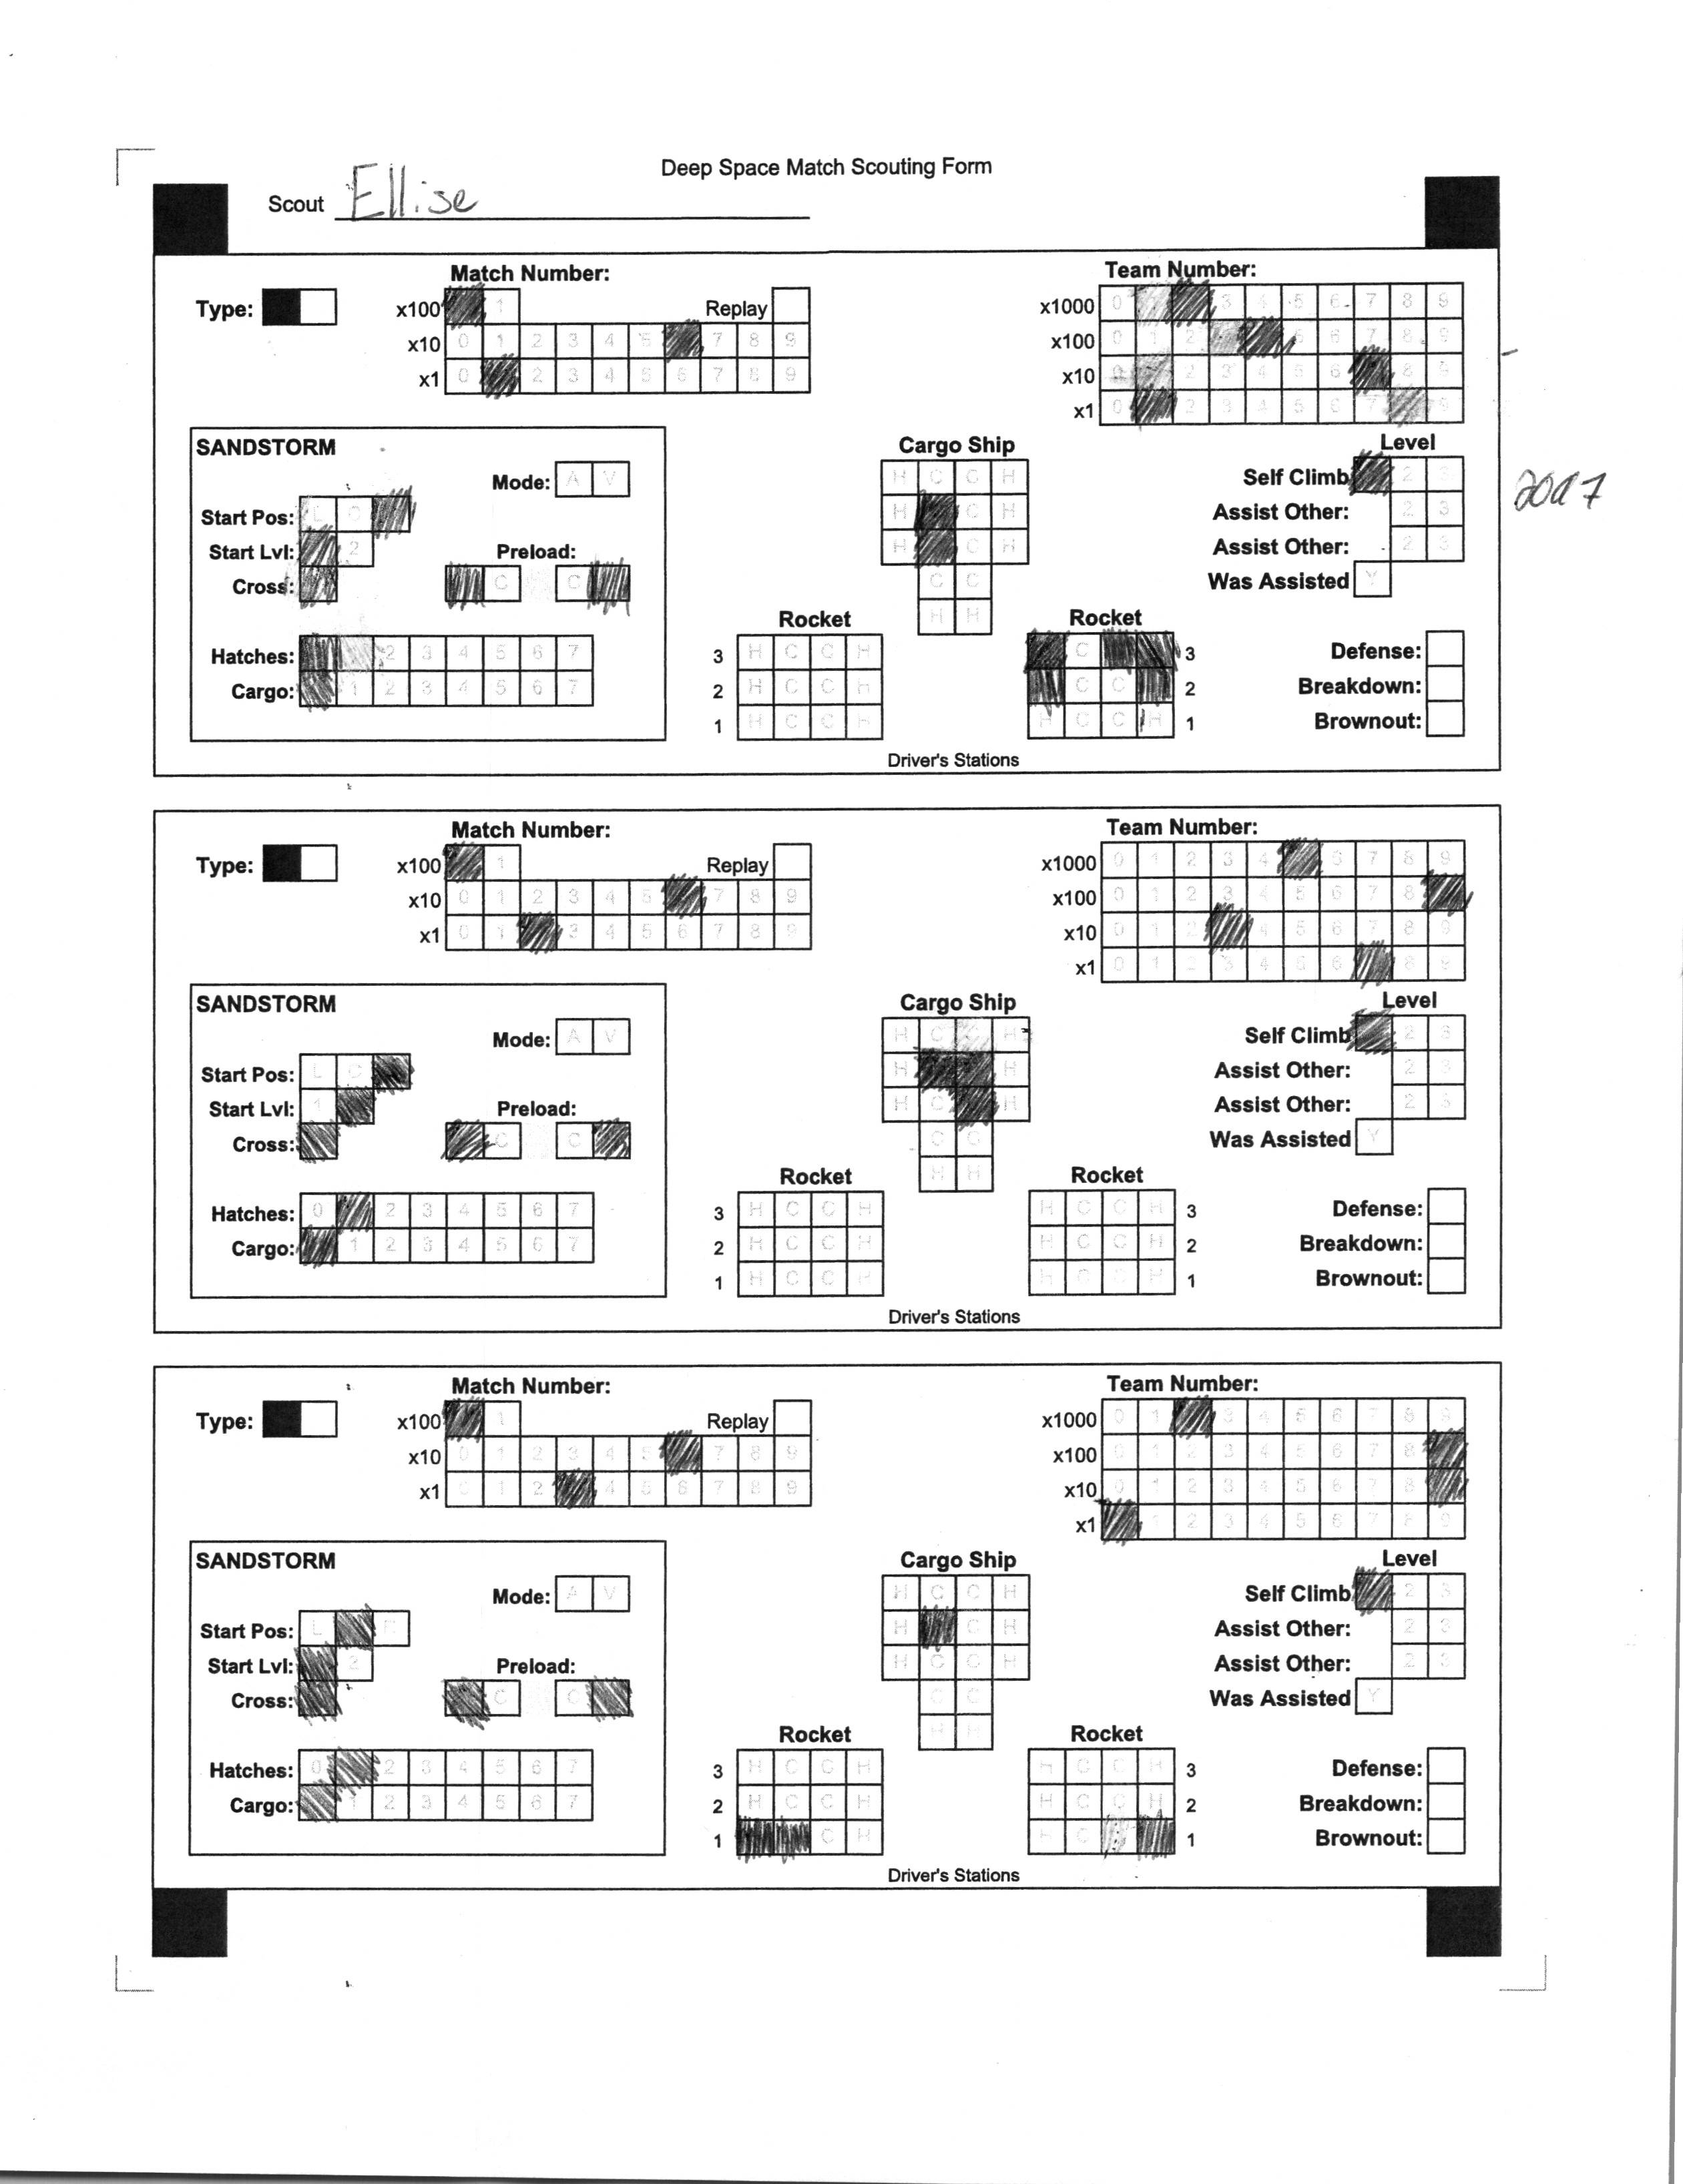 Deep Space Match Scouting Form
Scout Ellise
Match Number:
Team Number:
Type:
x100 1 Replay
x10 0 1 2 3 4 5 7 8 9
x1 0 2 3 4 5 6 7 8 9
x1000 0 3 4 5 6 7 8 9
x100 0 1 2 6 7 8 9
x10 0 2 3 4 5 6 8 9
x1 0 2 3 4 5 6 7 9
SANDSTORM
Mode: A V
Start Pos: L C
Start Lvl: 2
Cross:
Preload:
C C
Hatches: 2 3 4 5 6 7
Cargo: 1 2 3 4 5 6 7
Cargo Ship
H C C H
H C H
H C H
C C
H H
Level
Self Climb 2 3
Assist Other: 2 3
Assist Other: 2 3
Was Assisted Y
Rocket
3 H C C H
2 H C C H
1 H C C H
Rocket
C 3
C C 2
H C C H 1
Defense:
Breakdown:
Brownout:
Driver's Stations
Match Number:
Team Number:
Type:
x100 1 Replay
x10 0 1 2 3 4 5 7 8 9
x1 0 1 3 4 5 6 7 8 9
x1000 0 1 2 3 4 6 7 8 9
x100 0 1 2 3 4 5 6 7 8
x10 0 1 2 4 5 6 7 8 9
x1 0 1 2 3 4 5 6 8 9
SANDSTORM
Mode: A V
Start Pos: L C
Start Lvl: 1
Cross:
Preload:
C C
Hatches: 0 2 3 4 5 6 7
Cargo: 1 2 3 4 5 6 7
Cargo Ship
H C H
H H
H C H
C C
H H
Level
Self Climb 2 3
Assist Other: 2 3
Assist Other: 2 3
Was Assisted Y
Rocket
3 H C C H
2 H C C H
1 H C C H
Rocket
H C C H 3
H C C H 2
H C C H 1
Defense:
Breakdown:
Brownout:
Driver's Stations
Match Number:
Team Number:
Type:
x100 1 Replay
x10 0 1 2 3 4 5 7 8 9
x1 0 1 2 4 5 6 7 8 9
x1000 0 1 3 4 5 6 7 8 9
x100 0 1 2 3 4 5 6 7 8
x10 0 1 2 3 4 5 6 7 8
x1 1 2 3 4 5 6 7 8 9
SANDSTORM
Mode: A V
Start Pos: L R
Start Lvl: 2
Cross:
Preload:
C C
Hatches: 0 2 3 4 5 6 7
Cargo: 1 2 3 4 5 6 7
Cargo Ship
H C C H
H C H
H C C H
C C
H H
Level
Self Climb 2 3
Assist Other: 2 3
Assist Other: 2 3
Was Assisted Y
Rocket
3 H C C H
2 H C C H
1 C H
Rocket
H C C H 3
H C C H 2
H C 1
Defense:
Breakdown:
Brownout:
Driver's Stations